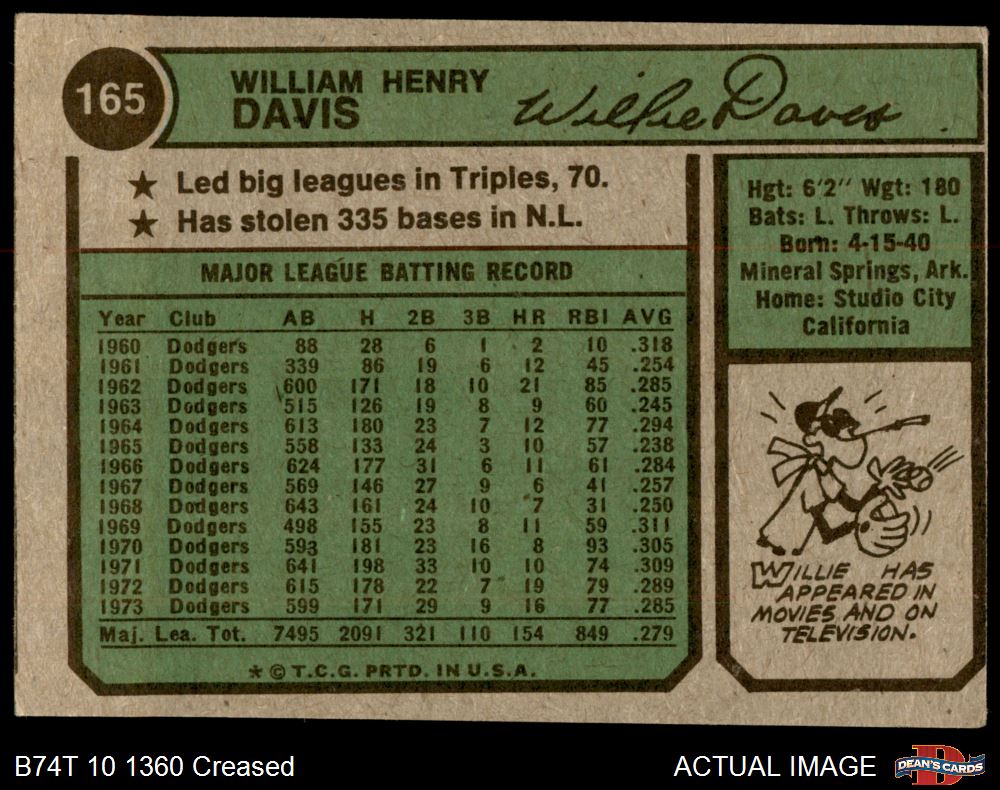 165
WILLIAM HENRY
DAVIS
Willie Davis
★ Led big leagues in Triples, 70.
★ Has stolen 335 bases in N.L.
MAJOR LEAGUE BATTING RECORD
Year Club AB H 2B 3B HR RBI AVG
1960 Dodgers 88 28 6 1 2 10 .318
1961 Dodgers 339 86 19 6 12 45 .254
1962 Dodgers 600 171 18 10 21 85 .285
1963 Dodgers 515 126 19 8 9 60 .245
1964 Dodgers 613 180 23 7 12 77 .294
1965 Dodgers 558 133 24 3 10 57 .238
1966 Dodgers 624 177 31 6 11 61 .284
1967 Dodgers 569 146 27 9 6 41 .257
1968 Dodgers 643 161 24 10 7 31 .250
1969 Dodgers 498 155 23 8 11 59 .311
1970 Dodgers 593 181 23 16 8 93 .305
1971 Dodgers 641 198 33 10 10 74 .309
1972 Dodgers 615 178 22 7 19 79 .289
1973 Dodgers 599 171 29 9 16 77 .285
Maj. Lea. Tot. 7495 2091 321 110 154 849 .279
★ © T.C.G. PRTD. IN U.S.A.
Hgt: 6'2" Wgt: 180
Bats: L. Throws: L.
Born: 4-15-40
Mineral Springs, Ark.
Home: Studio City
California
WILLIE HAS
APPEARED IN
MOVIES AND ON
TELEVISION.
B74T 10 1360 Creased
ACTUAL IMAGE
D
DEAN'S CARDS